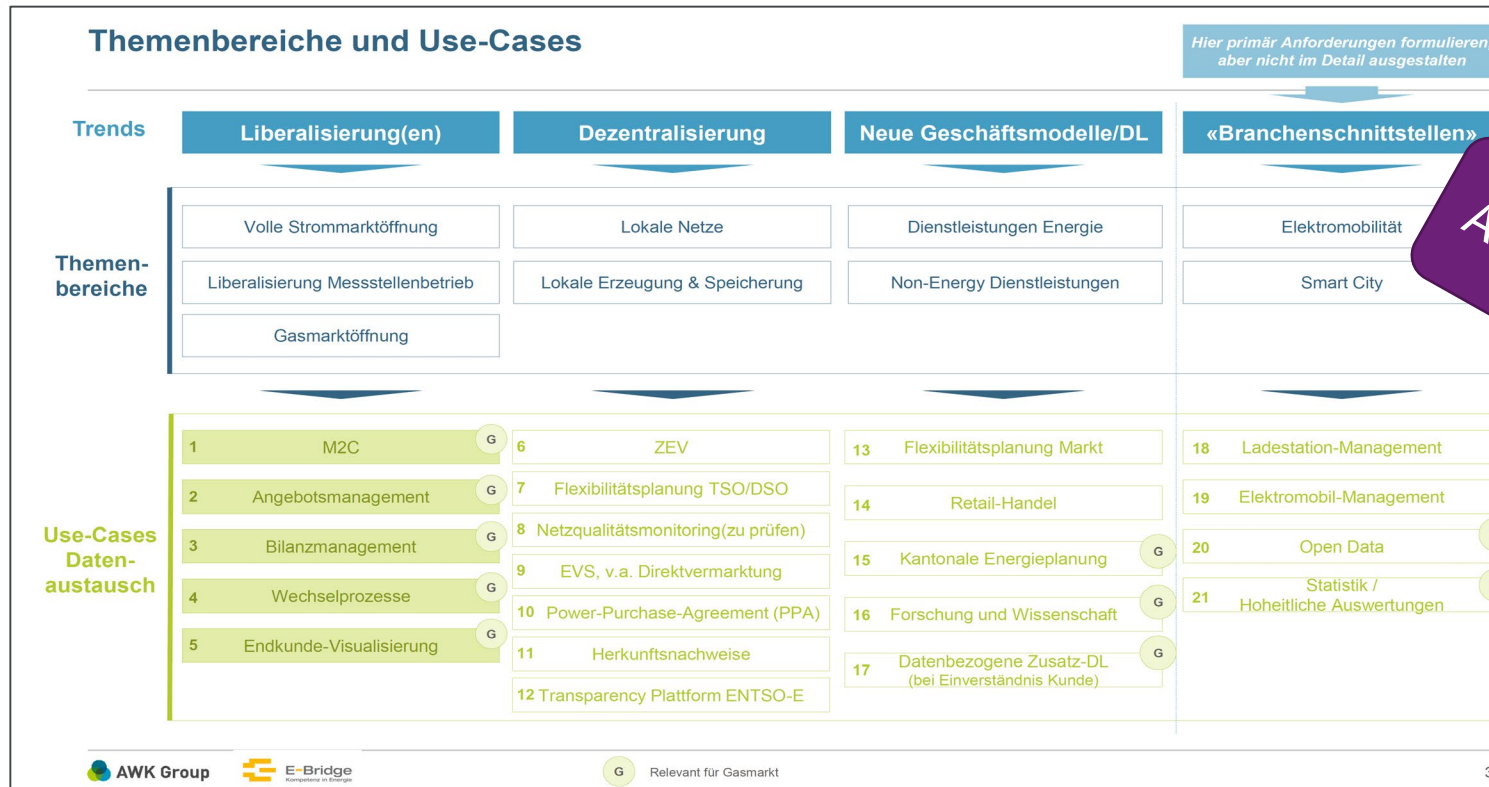 Themenbereiche und Use-Cases
Hier primär Anforderungen formulieren,
aber nicht im Detail ausgestalten
Trends
Liberalisierung(en)
Dezentralisierung
Neue Geschäftsmodelle/DL
«Branchenschnittstellen»
Themen-
bereiche
Volle Strommarktöffnung
Liberalisierung Messstellenbetrieb
Gasmarktöffnung
Lokale Netze
Lokale Erzeugung & Speicherung
Dienstleistungen Energie
Non-Energy Dienstleistungen
Elektromobilität
Smart City
Use-Cases
Daten-
austausch
1 M2C G
2 Angebotsmanagement G
3 Bilanzmanagement G
4 Wechselprozesse G
5 Endkunde-Visualisierung G
6 ZEV
7 Flexibilitätsplanung TSO/DSO
8 Netzqualitätsmonitoring(zu prüfen)
9 EVS, v.a. Direktvermarktung
10 Power-Purchase-Agreement (PPA)
11 Herkunftsnachweise
12 Transparency Plattform ENTSO-E
13 Flexibilitätsplanung Markt
14 Retail-Handel
15 Kantonale Energieplanung G
16 Forschung und Wissenschaft G
17 Datenbezogene Zusatz-DL G
(bei Einverständnis Kunde)
18 Ladestation-Management
19 Elektromobil-Management
20 Open Data
21 Statistik /
Hoheitliche Auswertungen
AWK Group
E-Bridge
Kompetenz in Energie
G Relevant für Gasmarkt